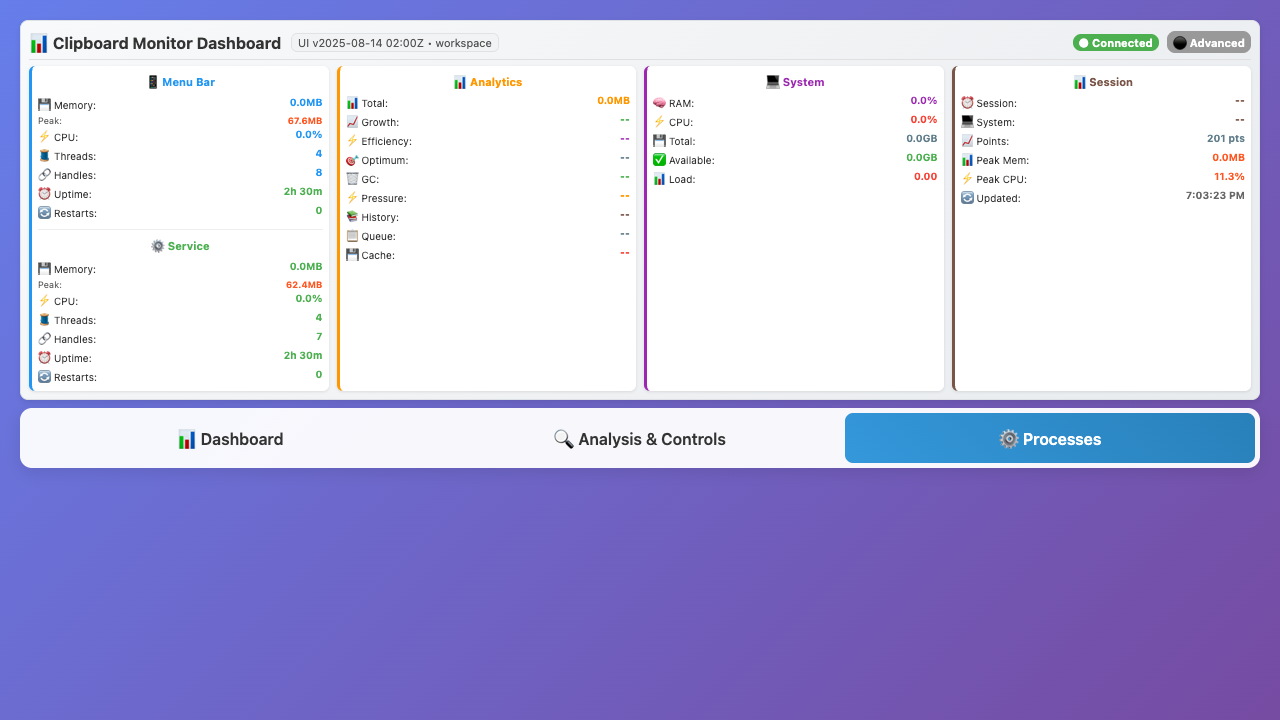 Clipboard Monitor Dashboard
UI v2025-08-14 02:00Z • workspace
Connected
Advanced
Menu Bar
Memory: 0.0MB
Peak: 67.6MB
CPU: 0.0%
Threads: 4
Handles: 8
Uptime: 2h 30m
Restarts: 0
Service
Memory: 0.0MB
Peak: 62.4MB
CPU: 0.0%
Threads: 4
Handles: 7
Uptime: 2h 30m
Restarts: 0
Analytics
Total: 0.0MB
Growth: --
Efficiency: --
Optimum: --
GC: --
Pressure: --
History: --
Queue: --
Cache: --
System
RAM: 0.0%
CPU: 0.0%
Total: 0.0GB
Available: 0.0GB
Load: 0.00
Session
Session: --
System: --
Points: 201 pts
Peak Mem: 0.0MB
Peak CPU: 11.3%
Updated: 7:03:23 PM
Dashboard
Analysis & Controls
Processes